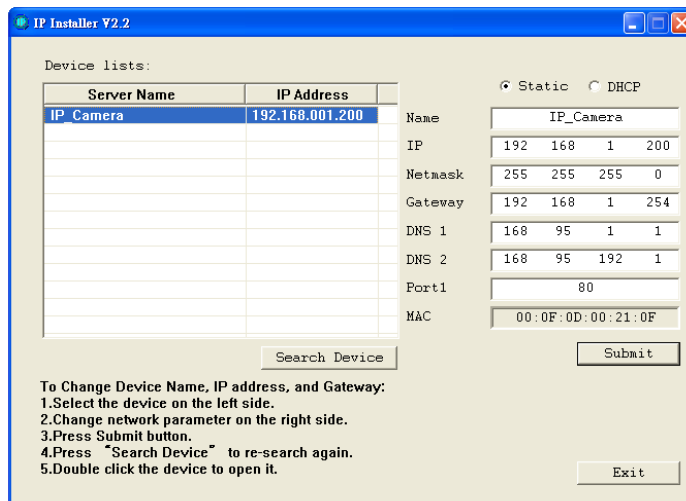 IP Installer V2.2
Device lists:
Server Name IP Address
IP_Camera 192.168.001.200
Static DHCP
Name IP_Camera
IP 192 168 1 200
Netmask 255 255 255 0
Gateway 192 168 1 254
DNS 1 168 95 1 1
DNS 2 168 95 192 1
Port1 80
MAC 00:0F:0D:00:21:0F
Search Device
Submit
To Change Device Name, IP address, and Gateway:
1.Select the device on the left side.
2.Change network parameter on the right side.
3.Press Submit button.
4.Press “Search Device” to re-search again.
5.Double click the device to open it.
Exit